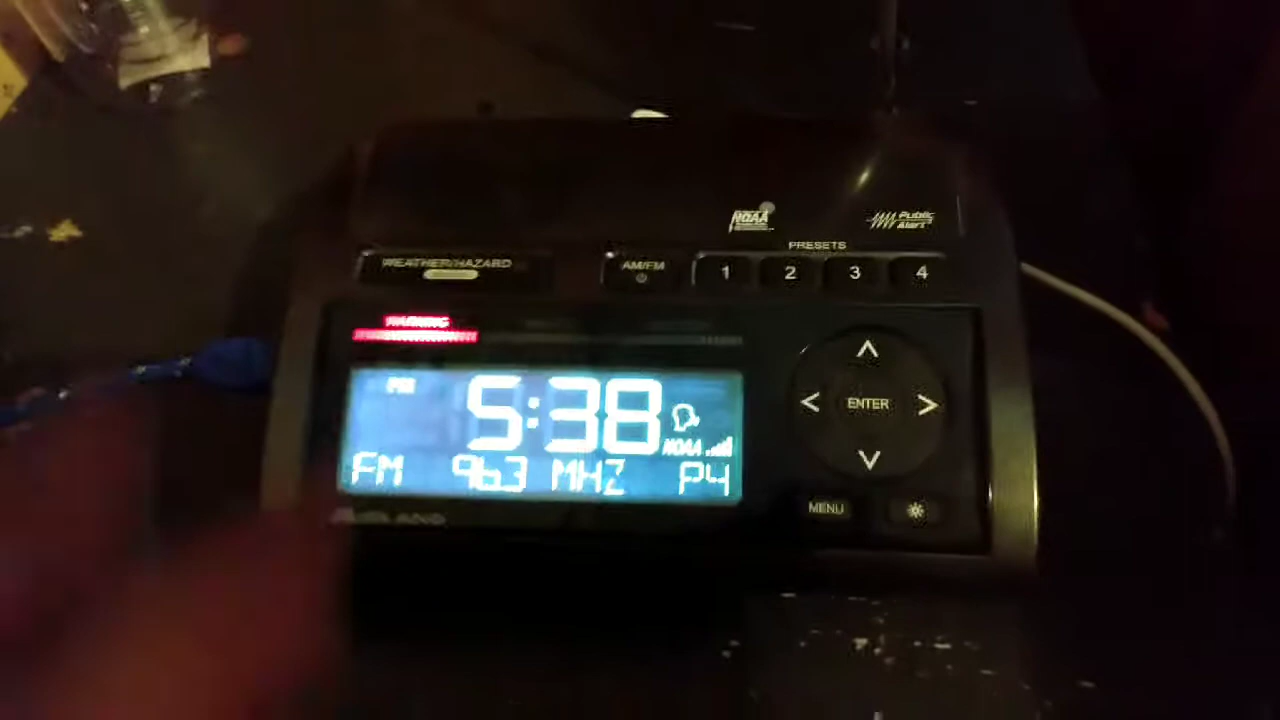 NOAA
Public
Alert
PRESETS
WEATHER/HAZARD
AM/FM
1 2 3 4
WARNING
PM 5:38
NOAA
FM 96.3 MHZ P4
ENTER
MENU